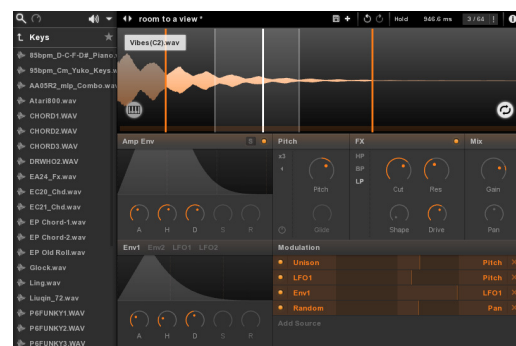 room to a view *
Hold
946.6 ms
3 / 64
Keys
Vibes(C2).wav
85bpm_D-C-F-D#_Piano.
95bpm_Cm_Yuko_Keys.w
AA05R2_mlp_Combo.wav
Atari800.wav
CHORD1.WAV
CHORD2.WAV
CHORD3.WAV
DRWHO2.WAV
EA24_Fx.wav
EC20_Chd.wav
EC21_Chd.wav
EP Chord-1.wav
EP Chord-2.wav
EP Old Roll.wav
Glock.wav
Ling.wav
Liuqin_72.wav
P6FUNKY1.WAV
P6FUNKY2.WAV
P6FUNKY3.WAV
Amp Env
A H D S R
Pitch
x3
Pitch
Glide
FX
HP
BP
LP
Cut Res
Shape Drive
Mix
Gain
Pan
Env1 Env2 LFO1 LFO2
A H D S R
Modulation
Unison Pitch
LFO1 Pitch
Env1 LFO1
Random Pan
Add Source